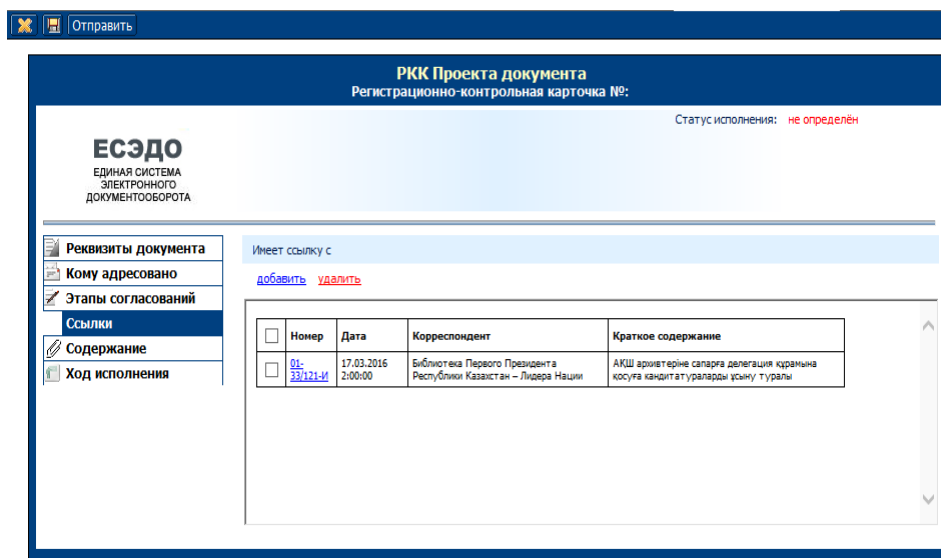 Отправить
РКК Проекта документа
Регистрационно-контрольная карточка №:
Статус исполнения: не определён
ЕСЭДО
ЕДИНАЯ СИСТЕМА
ЭЛЕКТРОННОГО
ДОКУМЕНТООБОРОТА
Реквизиты документа
Кому адресовано
Этапы согласований
Ссылки
Содержание
Ход исполнения
Имеет ссылку с
добавить удалить
Номер Дата Корреспондент Краткое содержание
01-
33/121-И
17.03.2016
2:00:00
Библиотека Первого Президента
Республики Казахстан – Лидера Нации
АҚШ архивтеріне сапарға делегация құрамына
қосуға кандитатураларды ұсыну туралы